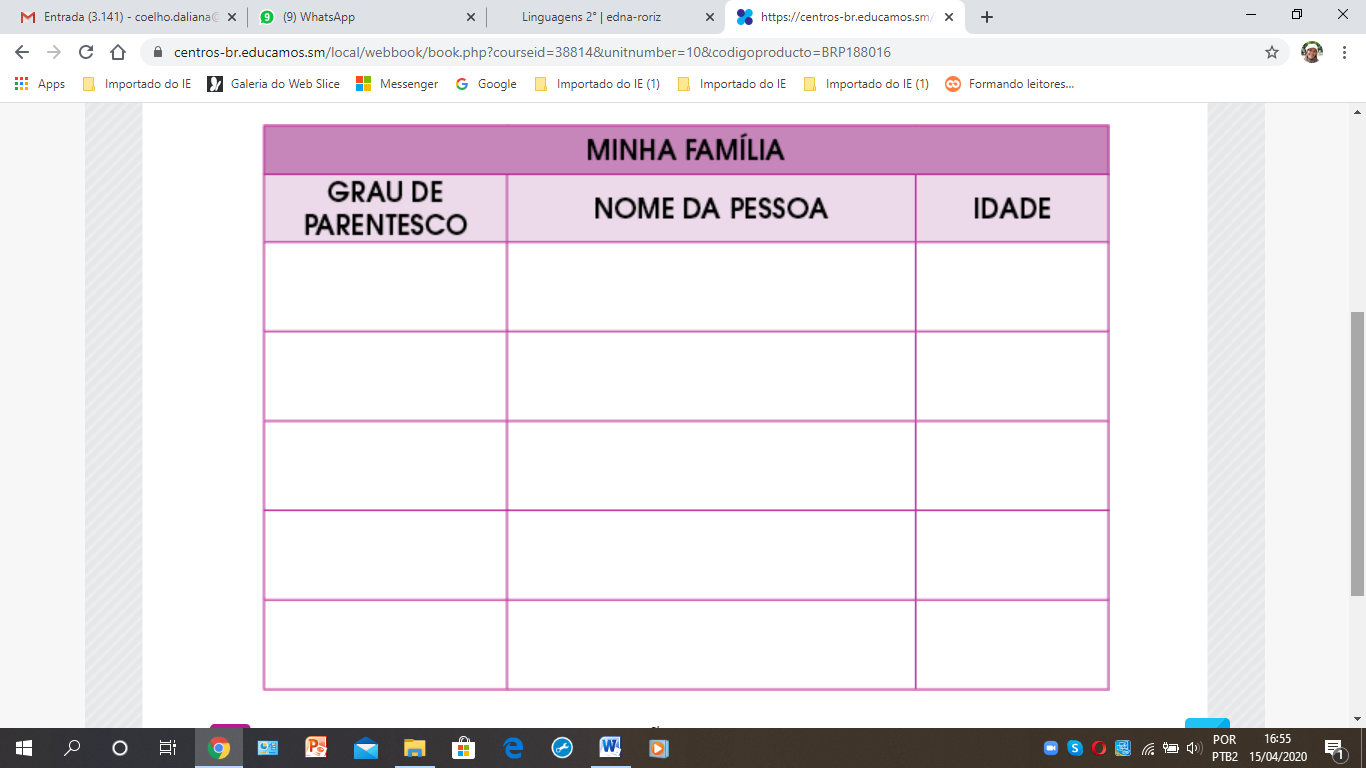 Entrada (3.141) - coelho.daliana@
(9) WhatsApp
Linguagens 2° | edna-roriz
https://centros-br.educamos.sm/
centros-br.educamos.sm/local/webbook/book.php?courseid=38814&unitnumber=10&codigoproducto=BRP188016
Apps
Importado do IE
Galeria do Web Slice
Messenger
Google
Importado do IE (1)
Importado do IE
Importado do IE (1)
Formando leitores...
MINHA FAMÍLIA
GRAU DE
PARENTESCO
NOME DA PESSOA
IDADE
POR
PTB2
16:55
15/04/2020